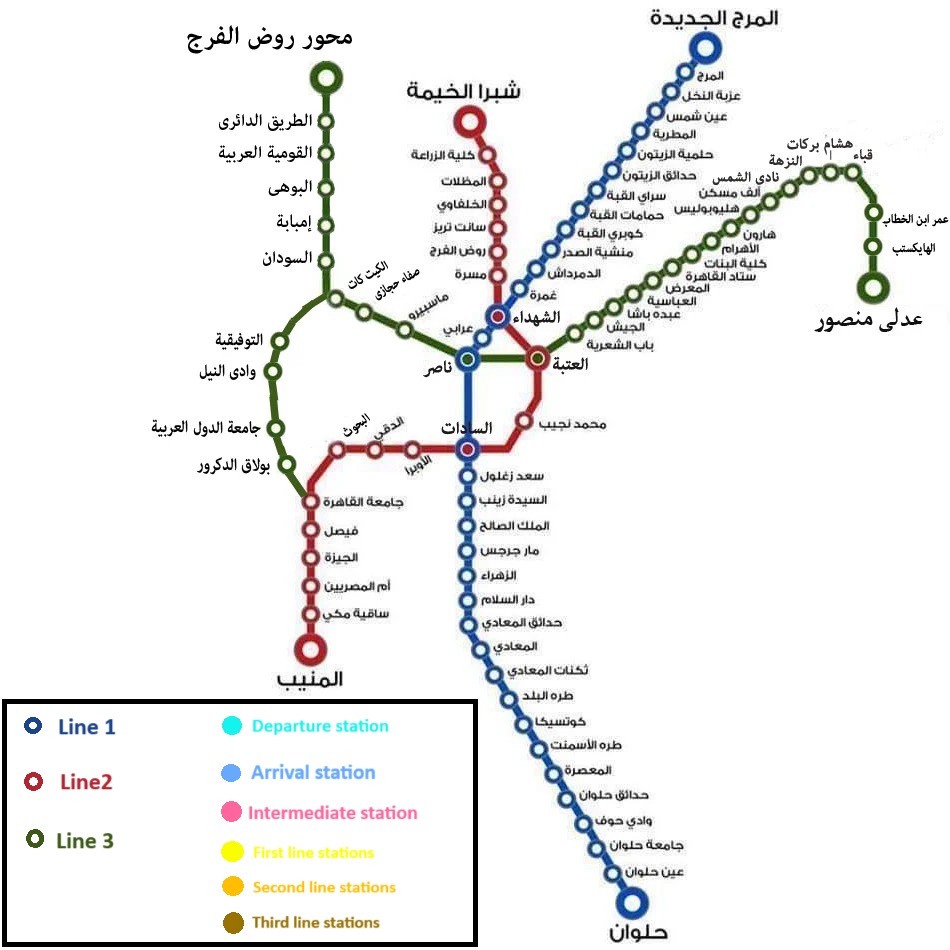 محور روض الفرج
الطريق الدائرى
القومية العربية
البوهى
إمبابة
السودان
الكيت كات
صفاء حجازى
ماسبيرو
التوفيقية
وادى النيل
جامعة الدول العربية
بولاق الدكرور
شبرا الخيمة
كلية الزراعة
المظلات
الخلفاوي
سانت تريز
روض الفرج
مسرة
الشهداء
العتبة
محمد نجيب
السادات
الأوبرا
الدقي
البحوث
جامعة القاهرة
فيصل
الجيزة
أم المصريين
ساقية مكي
المنيب
المرج الجديدة
المرج
عزبة النخل
عين شمس
المطرية
حلمية الزيتون
حدائق الزيتون
سراي القبة
حمامات القبة
كوبري القبة
منشية الصدر
الدمرداش
غمرة
عرابي
ناصر
سعد زغلول
السيدة زينب
الملك الصالح
مار جرجس
الزهراء
دار السلام
حدائق المعادي
المعادي
ثكنات المعادي
طره البلد
كوتسيكا
طره الأسمنت
المعصرة
حدائق حلوان
وادي حوف
جامعة حلوان
عين حلوان
حلوان
باب الشعرية
الجيش
عبده باشا
العباسية
المعرض
ستاد القاهرة
كلية البنات
الأهرام
هارون
هليوبوليس
ألف مسكن
نادى الشمس
النزهة
هشام بركات
قباء
عمر ابن الخطاب
الهايكستب
عدلى منصور
Line 1
Line2
Line 3
Departure station
Arrival station
Intermediate station
First line stations
Second line stations
Third line stations